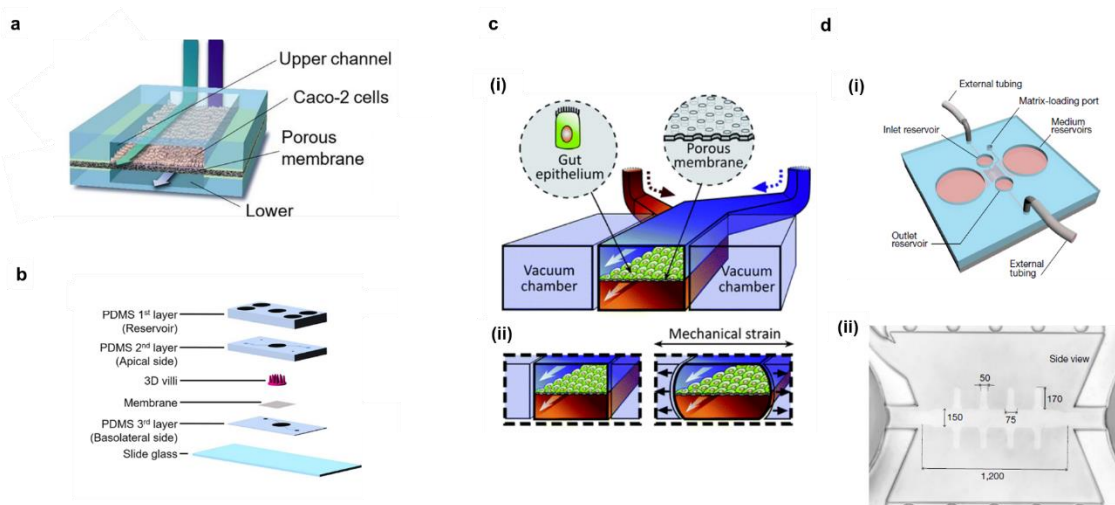 a
Upper channel
Caco-2 cells
Porous
membrane
Lower
b
PDMS 1st layer
(Reservoir)
PDMS 2nd layer
(Apical side)
3D villi
Membrane
PDMS 3rd layer
(Basolateral side)
Slide glass
c
(i)
Gut
epithelium
Porous
membrane
Vacuum
chamber
Vacuum
chamber
(ii)
Mechanical strain
d
(i)
External tubing
Matrix-loading port
Inlet reservoir
Medium
reservoirs
Outlet
reservoir
External
tubing
(ii)
Side view
50
170
150
75
1,200